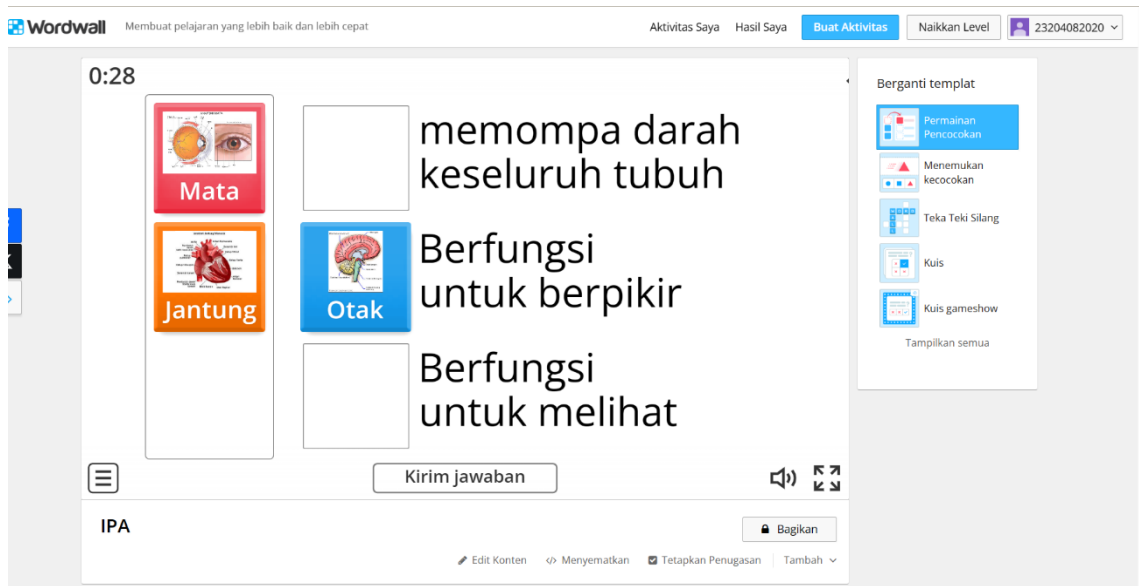 Wordwall Membuat pelajaran yang lebih baik dan lebih cepat Aktivitas Saya Hasil Saya Buat Aktivitas Naikkan Level 23204082020
0:28
Mata
memompa darah
keseluruh tubuh
Jantung
Otak
Berfungsi
untuk berpikir
Berfungsi
untuk melihat
Kirim jawaban
IPA
Bagikan
Edit Konten Menyematkan Tetapkan Penugasan Tambah
Berganti templat
Permainan
Pencocokan
Menemukan
kecocokan
Teka Teki Silang
Kuis
Kuis gameshow
Tampilkan semua